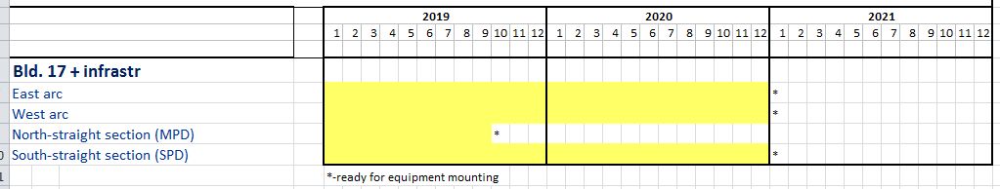 2019 2020 2021
1 2 3 4 5 6 7 8 9 10 11 12 1 2 3 4 5 6 7 8 9 10 11 12 1 2 3 4 5 6 7 8 9 10 11 12
Bld. 17 + infrastr
East arc *
West arc *
North-straight section (MPD) *
South-straight section (SPD) *
*-ready for equipment mounting